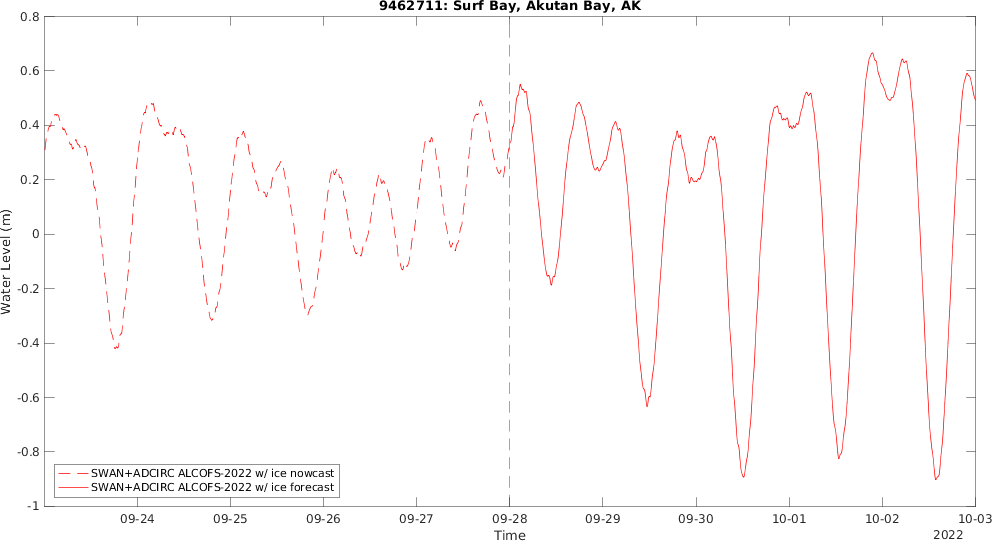 9462711: Surf Bay, Akutan Bay, AK
0.8
0.6
0.4
0.2
0
-0.2
-0.4
-0.6
-0.8
-1
Water Level (m)
SWAN+ADCIRC ALCOFS-2022 w/ ice nowcast
SWAN+ADCIRC ALCOFS-2022 w/ ice forecast
09-24 09-25 09-26 09-27 09-28 09-29 09-30 10-01 10-02 10-03
Time
2022